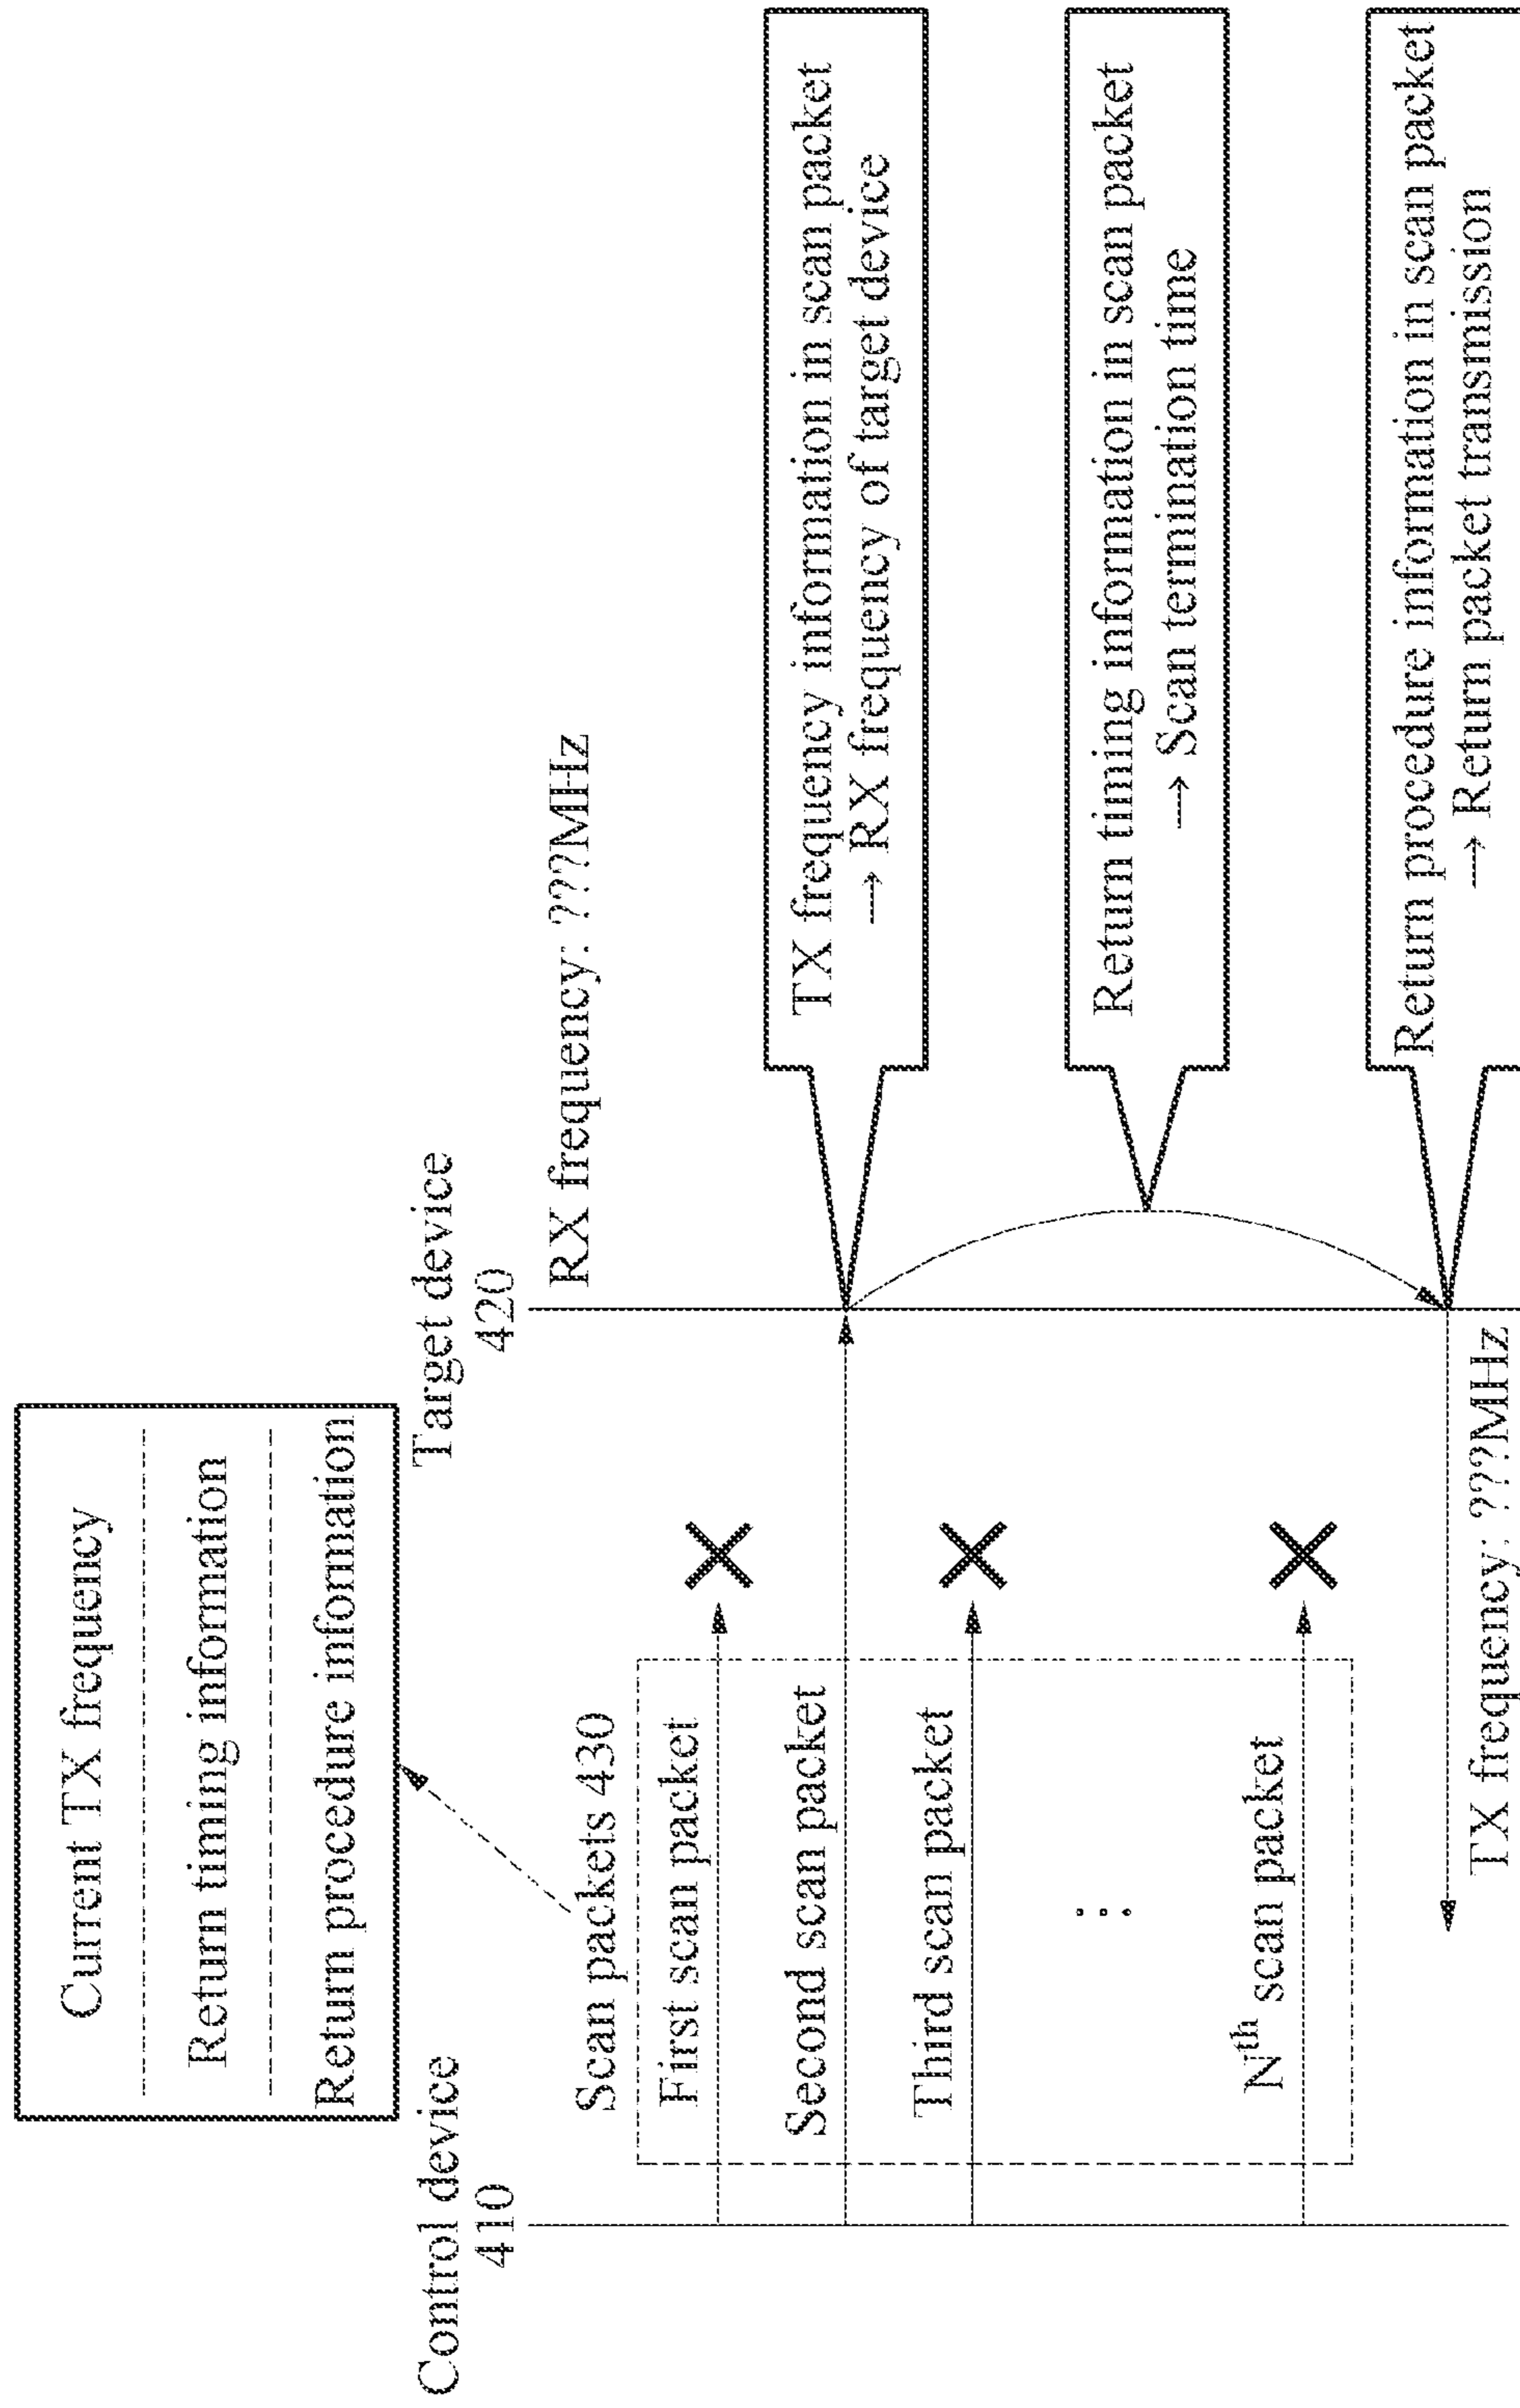 Current TX frequency
Return timing information
Return procedure information
Control device
410
Target device
420
RX frequency: ???MHz
Scan packets 430
First scan packet
Second scan packet
Third scan packet
⋮
Nth scan packet
TX frequency information in scan packet
→ RX frequency of target device
Return timing information in scan packet
→ Scan termination time
Return procedure information in scan packet
→ Return packet transmission
TX frequency: ???MHz